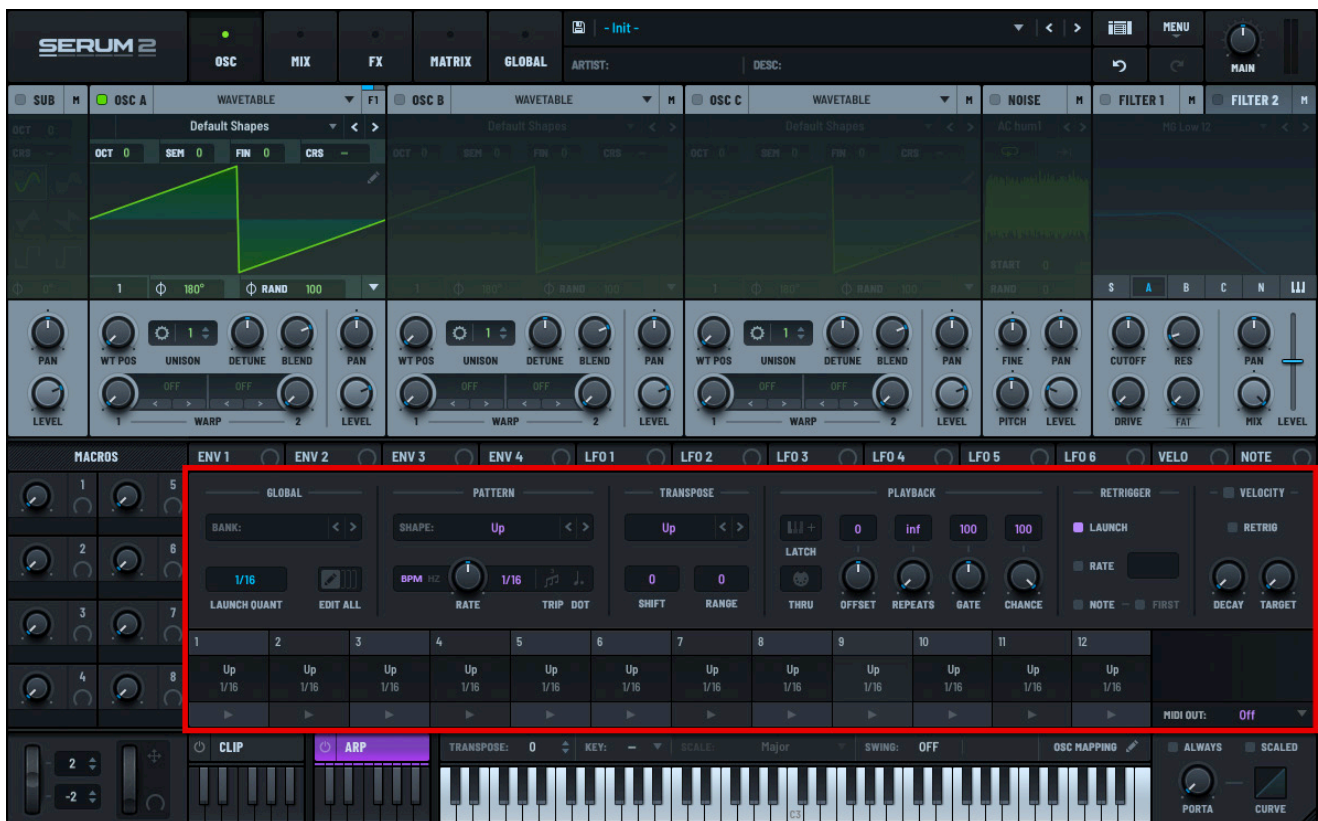 SERUM 2
OSC MIX FX MATRIX GLOBAL
- Init -
ARTIST: DESC:
MENU
MAIN
SUB M OSC A WAVETABLE F1 OSC B WAVETABLE M OSC C WAVETABLE M NOISE M FILTER 1 M FILTER 2 M
Default Shapes Default Shapes Default Shapes AC hum1 MG Low 12
OCT 0 OCT 0 SEM 0 FIN 0 CRS – OCT 0 SEM 0 FIN 0 CRS – OCT 0 SEM 0 FIN 0 CRS –
CRS –
START 0
0° 1 180° RAND 100 1 180° RAND 100 1 180° RAND 100 RAND 0 S A B C N
1 1 1
PAN WT POS UNISON DETUNE BLEND PAN WT POS UNISON DETUNE BLEND PAN WT POS UNISON DETUNE BLEND PAN FINE PAN CUTOFF RES PAN
OFF OFF OFF OFF OFF OFF
LEVEL 1 WARP 2 LEVEL 1 WARP 2 LEVEL 1 WARP 2 LEVEL PITCH LEVEL DRIVE FAT MIX LEVEL
MACROS ENV 1 ENV 2 ENV 3 ENV 4 LFO 1 LFO 2 LFO 3 LFO 4 LFO 5 LFO 6 VELO NOTE
1 5
2 6
3 7
4 8
GLOBAL PATTERN TRANSPOSE PLAYBACK RETRIGGER VELOCITY
BANK: SHAPE: Up Up + 0 inf 100 100 LAUNCH RETRIG
LATCH
1/16 BPM HZ 1/16 3 0 0 RATE
LAUNCH QUANT EDIT ALL RATE TRIP DOT SHIFT RANGE THRU OFFSET REPEATS GATE CHANCE NOTE – FIRST DECAY TARGET
1 2 3 4 5 6 7 8 9 10 11 12
Up Up Up Up Up Up Up Up Up Up Up Up
1/16 1/16 1/16 1/16 1/16 1/16 1/16 1/16 1/16 1/16 1/16 1/16
MIDI OUT: Off
CLIP ARP TRANSPOSE: 0 KEY: – SCALE: Major SWING: OFF OSC MAPPING ALWAYS SCALED
2
-2
C3
PORTA CURVE